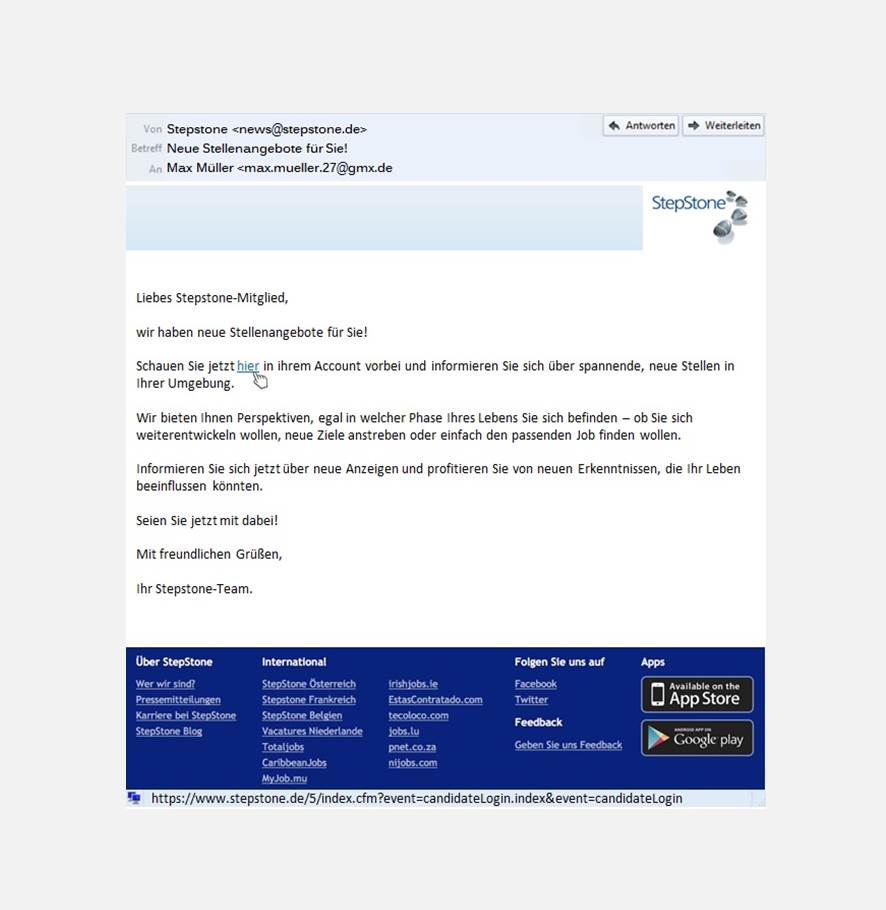 Von Stepstone <news@stepstone.de>
Antworten Weiterleiten
Betreff Neue Stellenangebote für Sie!
An Max Müller <max.mueller.27@gmx.de
StepStone
Liebes Stepstone-Mitglied,
wir haben neue Stellenangebote für Sie!
Schauen Sie jetzt hier in ihrem Account vorbei und informieren Sie sich über spannende, neue Stellen in
Ihrer Umgebung.
Wir bieten Ihnen Perspektiven, egal in welcher Phase Ihres Lebens Sie sich befinden – ob Sie sich
weiterentwickeln wollen, neue Ziele anstreben oder einfach den passenden Job finden wollen.
Informieren Sie sich jetzt über neue Anzeigen und profitieren Sie von neuen Erkenntnissen, die Ihr Leben
beeinflussen könnten.
Seien Sie jetzt mit dabei!
Mit freundlichen Grüßen,
Ihr Stepstone-Team.
Über StepStone
Wer wir sind?
Pressemitteilungen
Karriere bei StepStone
StepStone Blog
International
StepStone Österreich
Stepstone Frankreich
StepStone Belgien
Vacatures Niederlande
Totaljobs
CaribbeanJobs
MyJob.mu
irishjobs.ie
EstasContratado.com
tecoloco.com
jobs.lu
pnet.co.za
nijobs.com
Folgen Sie uns auf
Facebook
Twitter
Feedback
Geben Sie uns Feedback
Apps
Available on the
App Store
ANDROID APP ON
Google play
https://www.stepstone.de/5/index.cfm?event=candidateLogin.index&event=candidateLogin